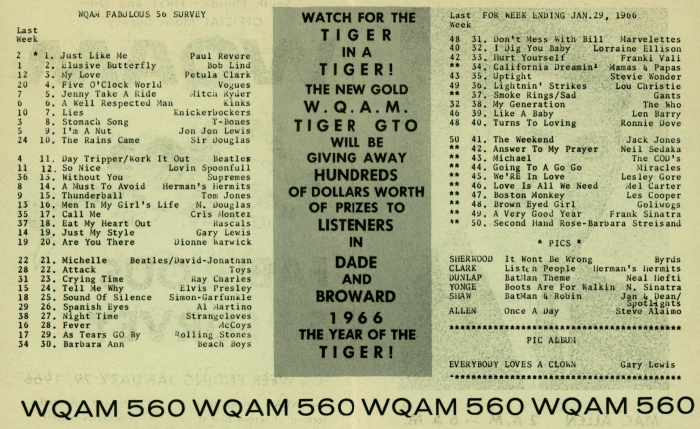 WQAM FABULOUS 56 SURVEY
Last
Week
2 * 1. Just Like Me Paul Revere
1 2. Elusive Butterfly Bob Lind
12 3. My Love Petula Clark
20 4. Five O'Clock World Vogues
7 5. Jenny Take A Ride Mitch Ryder
6 6. A Well Respected Man Kinks
10 7. Lies Knickerbockers
3 8. Stomach Song T-Bones
5 9. I'm A Nut Jon Jon Lewis
24 10. The Rains Came Sir Douglas
4 11. Day Tripper/Work It Out Beatles
11 12. So Nice Lovin Spoonfull
36 13. Without You Supremes
8 14. A Must To Avoid Herman's Hermits
9 15. Thunderball Tom Jones
13 16. Men In My Girl's Life M. Douglas
35 17. Call Me Cris Montez
37 18. Eat My Heart Out Rascals
14 19. Just My Style Gary Lewis
19 20. Are You There Dionne Warwick
22 21. Michelle Beatles/David-Jonathan
28 22. Attack Toys
31 23. Crying Time Ray Charles
15 24. Tell Me Why Elvis Presley
18 25. Sound Of Silence Simon-Garfunkle
29 26. Spanish Eyes Al Martino
38 27. Night Time Strangeloves
16 28. Fever McCoys
17 29. As Tears GO By Rolling Stones
34 30. Barbara Ann Beach Boys
WATCH FOR THE
TIGER
IN A
TIGER!
THE NEW GOLD
W.Q.A.M.
TIGER GTO
WILL BE
GIVING AWAY
HUNDREDS
OF DOLLARS WORTH
OF PRIZES TO
LISTENERS
IN
DADE
AND
BROWARD
1966
THE YEAR OF THE
TIGER!
Last FOR WEEK ENDING JAN.29, 1966
Week
48 31. Don't Mess With Bill Marvelettes
40 32. I Dig You Baby Lorraine Ellison
42 33. Hurt Yourself Franki Vali
** 34. California Dreamin' Mamas & Papas
43 35. Uptight Stevie Wonder
49 36. Lightnin' Strikes Lou Christie
** 37. Smoke Rings/Sad Gants
32 38. My Generation The Who
46 39. Like A Baby Len Barry
48 40. Turns To Loving Ronnie Dove
50 41. The Weekend Jack Jones
** 42. Answer To My Prayer Neil Sedaka
** 43. Michael The COD's
** 44. Going To A Go Go Miracles
** 45. We'RE In Love Lesley Gore
** 46. Love Is All We Need Mel Carter
** 47. Boston Monkey Les Cooper
** 48. Brown Eyed Girl Goliwogs
** 49. A Very Good Year Frank Sinatra
** 50. Second Hand Rose-Barbara Streisand
* PICS *
SHERWOOD It Wont Be Wrong Byrds
CLARK Listen People Herman's Hermits
DUNLAP BatMan Theme Neal Hefti
YONGE Boots Are For Walkin N. Sinatra
SHAW BatMan & Robin Jan & Dean/
Spotlights
ALLEN Once A Day Steve Alaimo
PIC ALBUM
EVERYBODY LOVES A CLOWN Gary Lewis
WQAM 560 WQAM 560 WQAM 560 WQAM 560